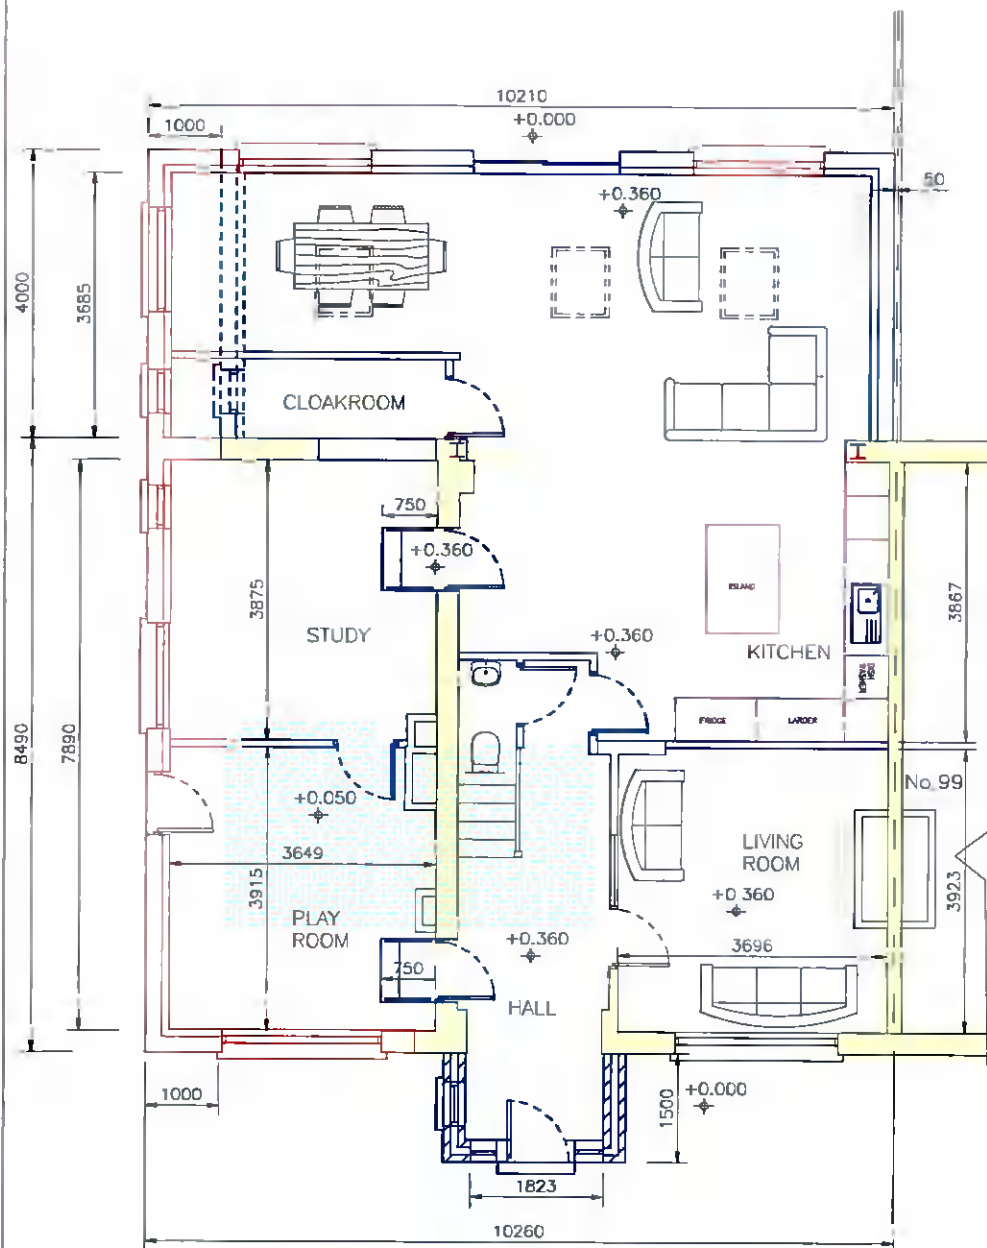 10210
+0.000
1000
50
+0.360
4000
3685
CLOAKROOM
750
+0.360
3875
STUDY
ISLAND
+0.360
KITCHEN
3867
DISH
WASHER
FRIDGE
LARDER
8490
7890
No.99
+0.050
3649
3915
PLAY
ROOM
LIVING
ROOM
+0.360
3923
+0.360
3696
750
HALL
1000
1500
+0.000
1823
10260